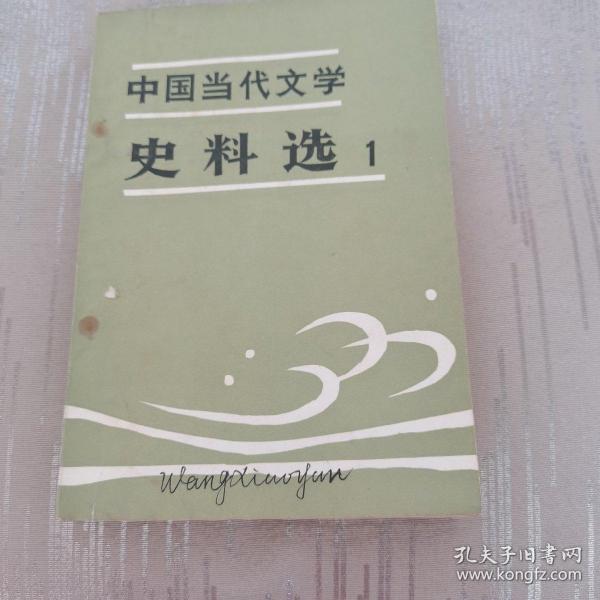 中国当代文学
史料选 1
WangXiaoYan
孔夫子旧书网
www.kongfz.com